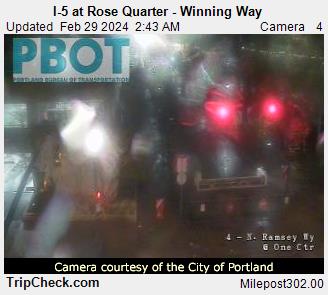 I-5 at Rose Quarter - Winning Way
Updated Feb 29 2024 2:43 AM Camera 4
PBOT
PORTLAND BUREAU OF TRANSPORTATION
4 - N. Ramsey Wy
@ One Ctr
Camera courtesy of the City of Portland
TripCheck.com Milepost302.00